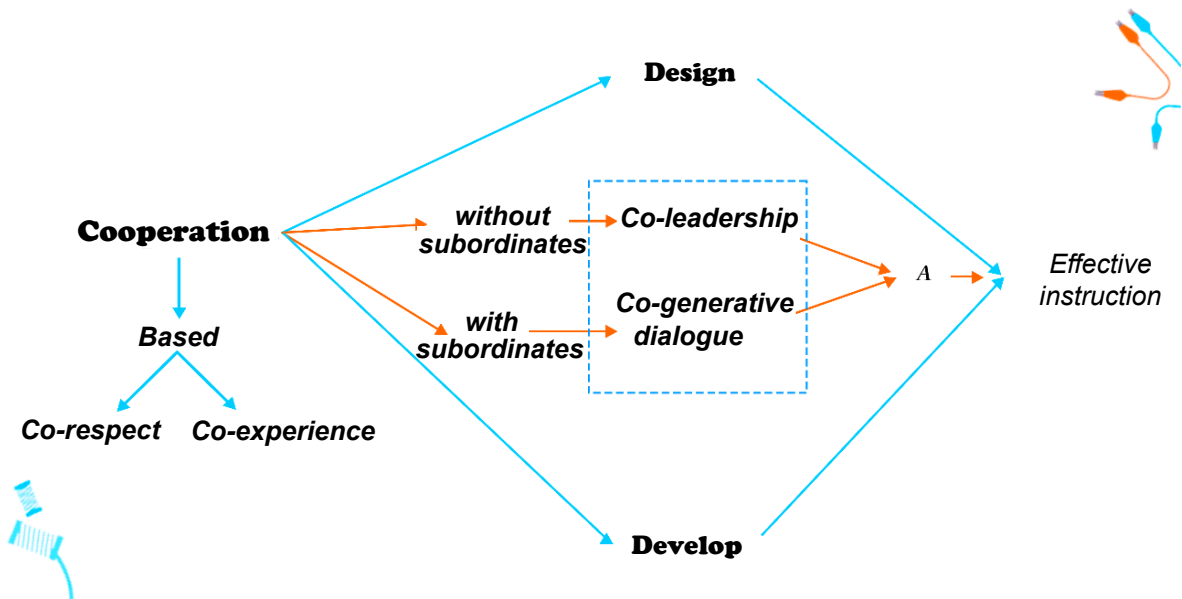 Design
without
subordinates
Co-leadership
Cooperation
A
Effective
instruction
Co-generative
dialogue
with
subordinates
Based
Co-respect
Co-experience
Develop